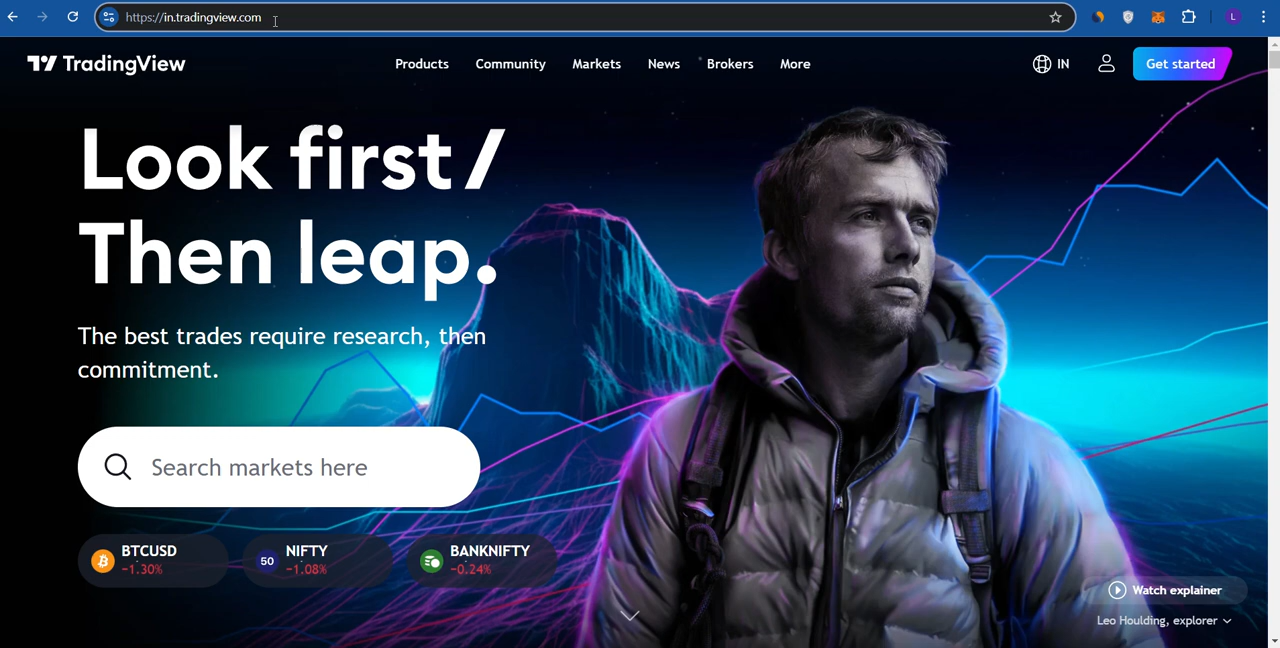 https://in.tradingview.com
L
TradingView
Products
Community
Markets
News
Brokers
More
IN
Get started
Look first /
Then leap.
The best trades require research, then
commitment.
Search markets here
BTCUSD
−1.30%
50
NIFTY
−1.08%
BANKNIFTY
−0.24%
Watch explainer
Leo Houlding, explorer